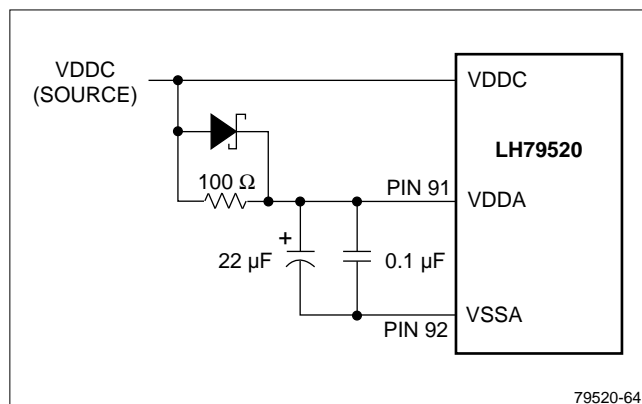 VDDC
(SOURCE)
VDDC
LH79520
100 Ω
PIN 91
VDDA
+
22 µF
0.1 µF
VSSA
PIN 92
79520-64